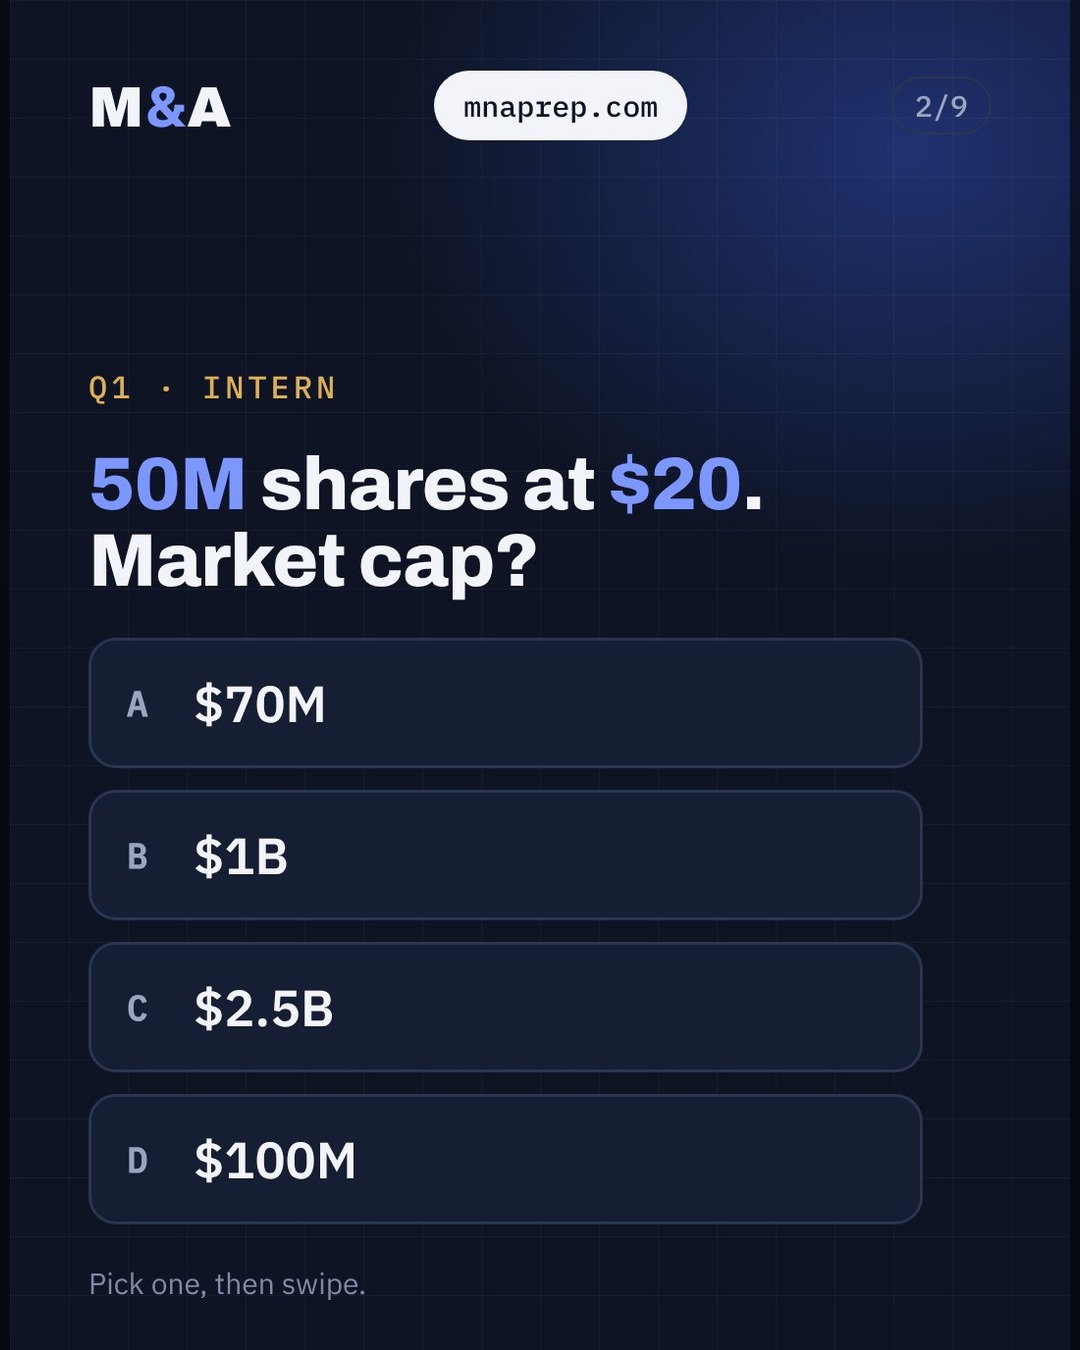 M&A
mnaprep.com
2/9
Q1 · INTERN
50M shares at $20.
Market cap?
A $70M
B $1B
C $2.5B
D $100M
Pick one, then swipe.